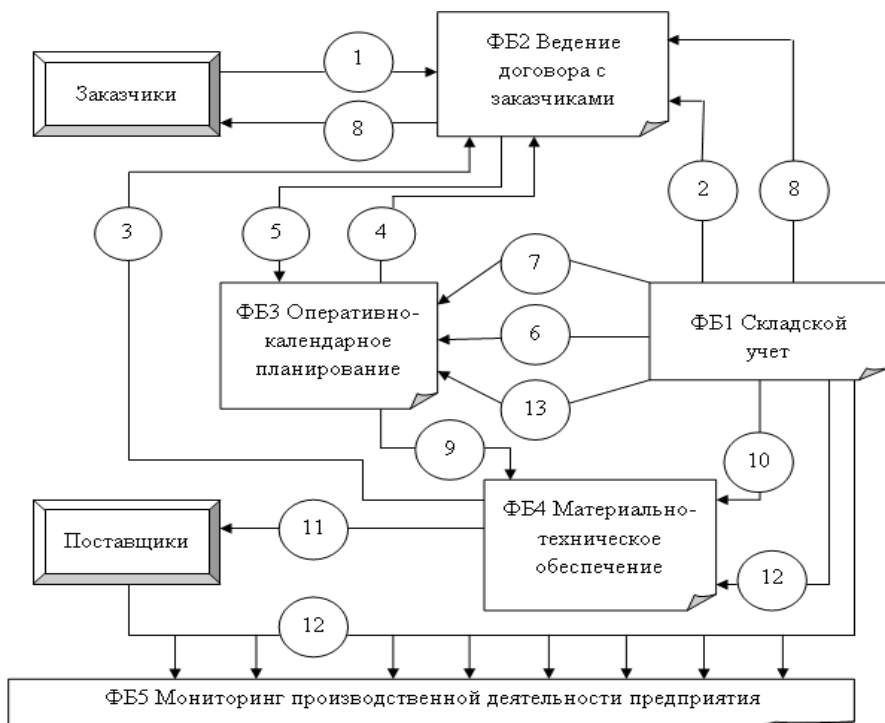 ФБ2 Ведение
договора с
заказчиками
1
Заказчики
8
2
8
3
5
4
7
ФБ3 Оперативно-
календарное
планирование
6
ФБ1 Складской
учет
13
9
10
ФБ4 Материально-
техническое
обеспечение
11
Поставщики
12
12
ФБ5 Мониторинг производственной деятельности предприятия